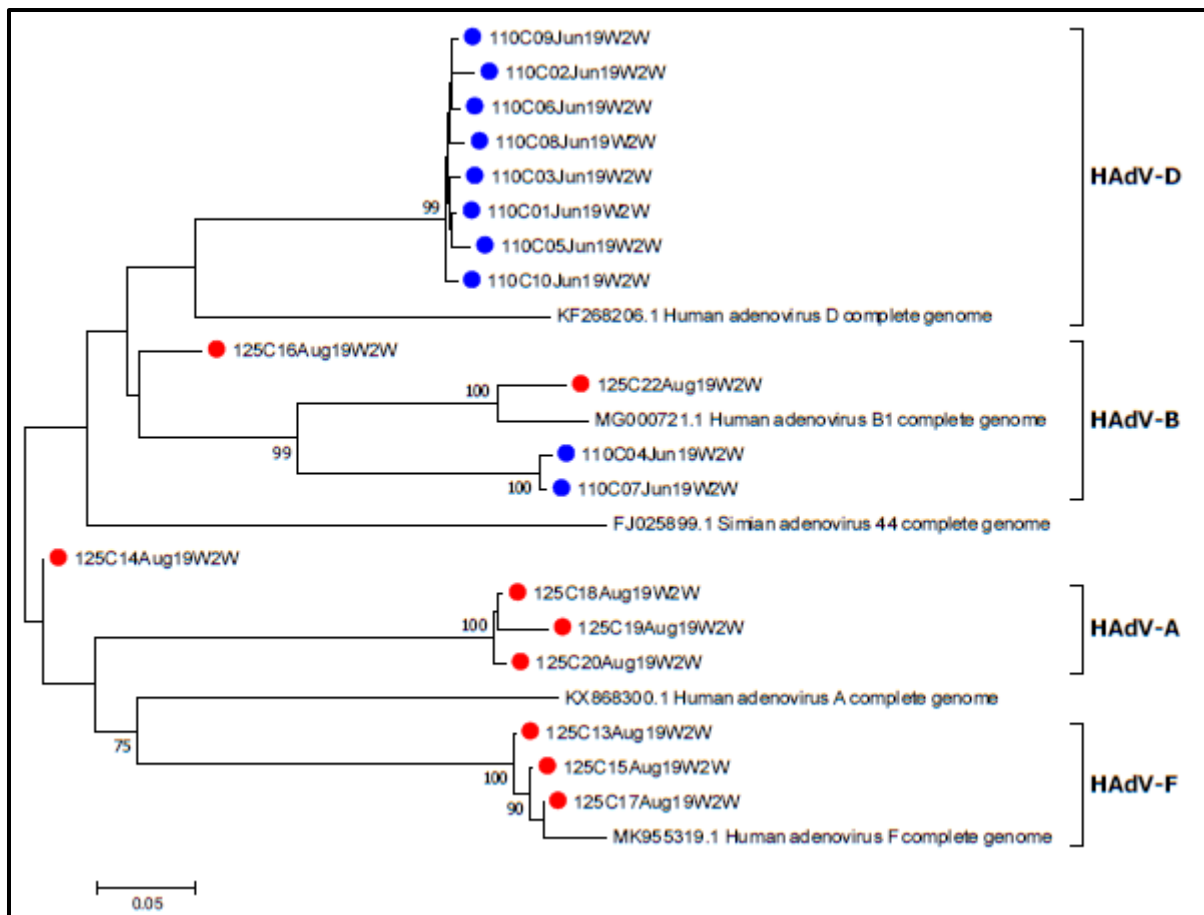 110C09Jun19W2W
110C02Jun19W2W
110C06Jun19W2W
110C08Jun19W2W
110C03Jun19W2W
99
110C01Jun19W2W
110C05Jun19W2W
110C10Jun19W2W
KF268206.1 Human adenovirus D complete genome
HAdV-D
125C16Aug19W2W
100
125C22Aug19W2W
MG000721.1 Human adenovirus B1 complete genome
99
110C04Jun19W2W
100
110C07Jun19W2W
HAdV-B
FJ025899.1 Simian adenovirus 44 complete genome
125C14Aug19W2W
125C18Aug19W2W
100
125C19Aug19W2W
125C20Aug19W2W
HAdV-A
KX868300.1 Human adenovirus A complete genome
75
125C13Aug19W2W
100
125C15Aug19W2W
90
125C17Aug19W2W
MK955319.1 Human adenovirus F complete genome
HAdV-F
0.05